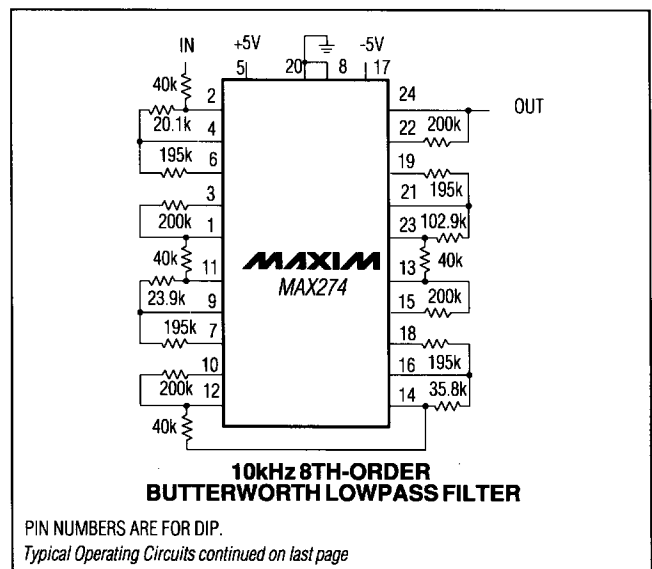 IN +5V -5V
5 20 8 17
40k
2 24 OUT
20.1k 4 22 200k
195k 6 19
3 21 195k
200k 1 23 102.9k
40k 11 MAXIM 13 40k
23.9k 9 MAX274 15 200k
195k 7 18
10 16 195k
200k 12 14 35.8k
40k
10kHz 8TH-ORDER
BUTTERWORTH LOWPASS FILTER
PIN NUMBERS ARE FOR DIP.
Typical Operating Circuits continued on last page